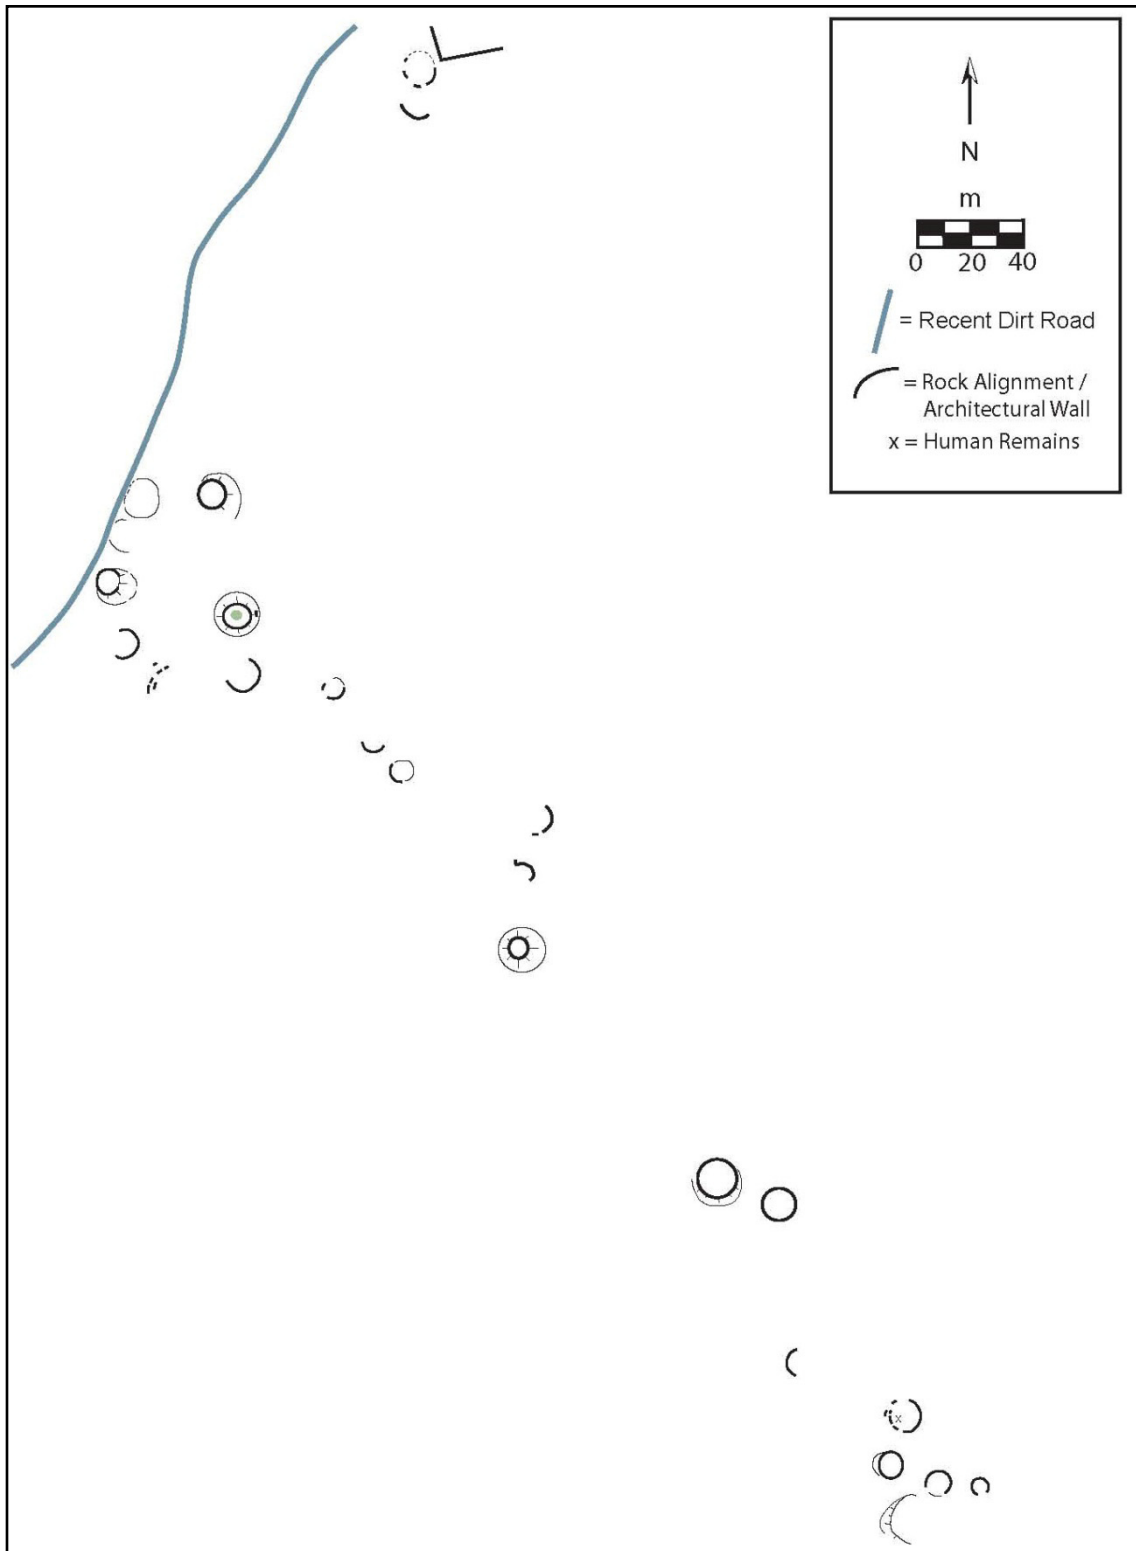 N
m
0 20 40
= Recent Dirt Road
= Rock Alignment /
Architectural Wall
x = Human Remains
x